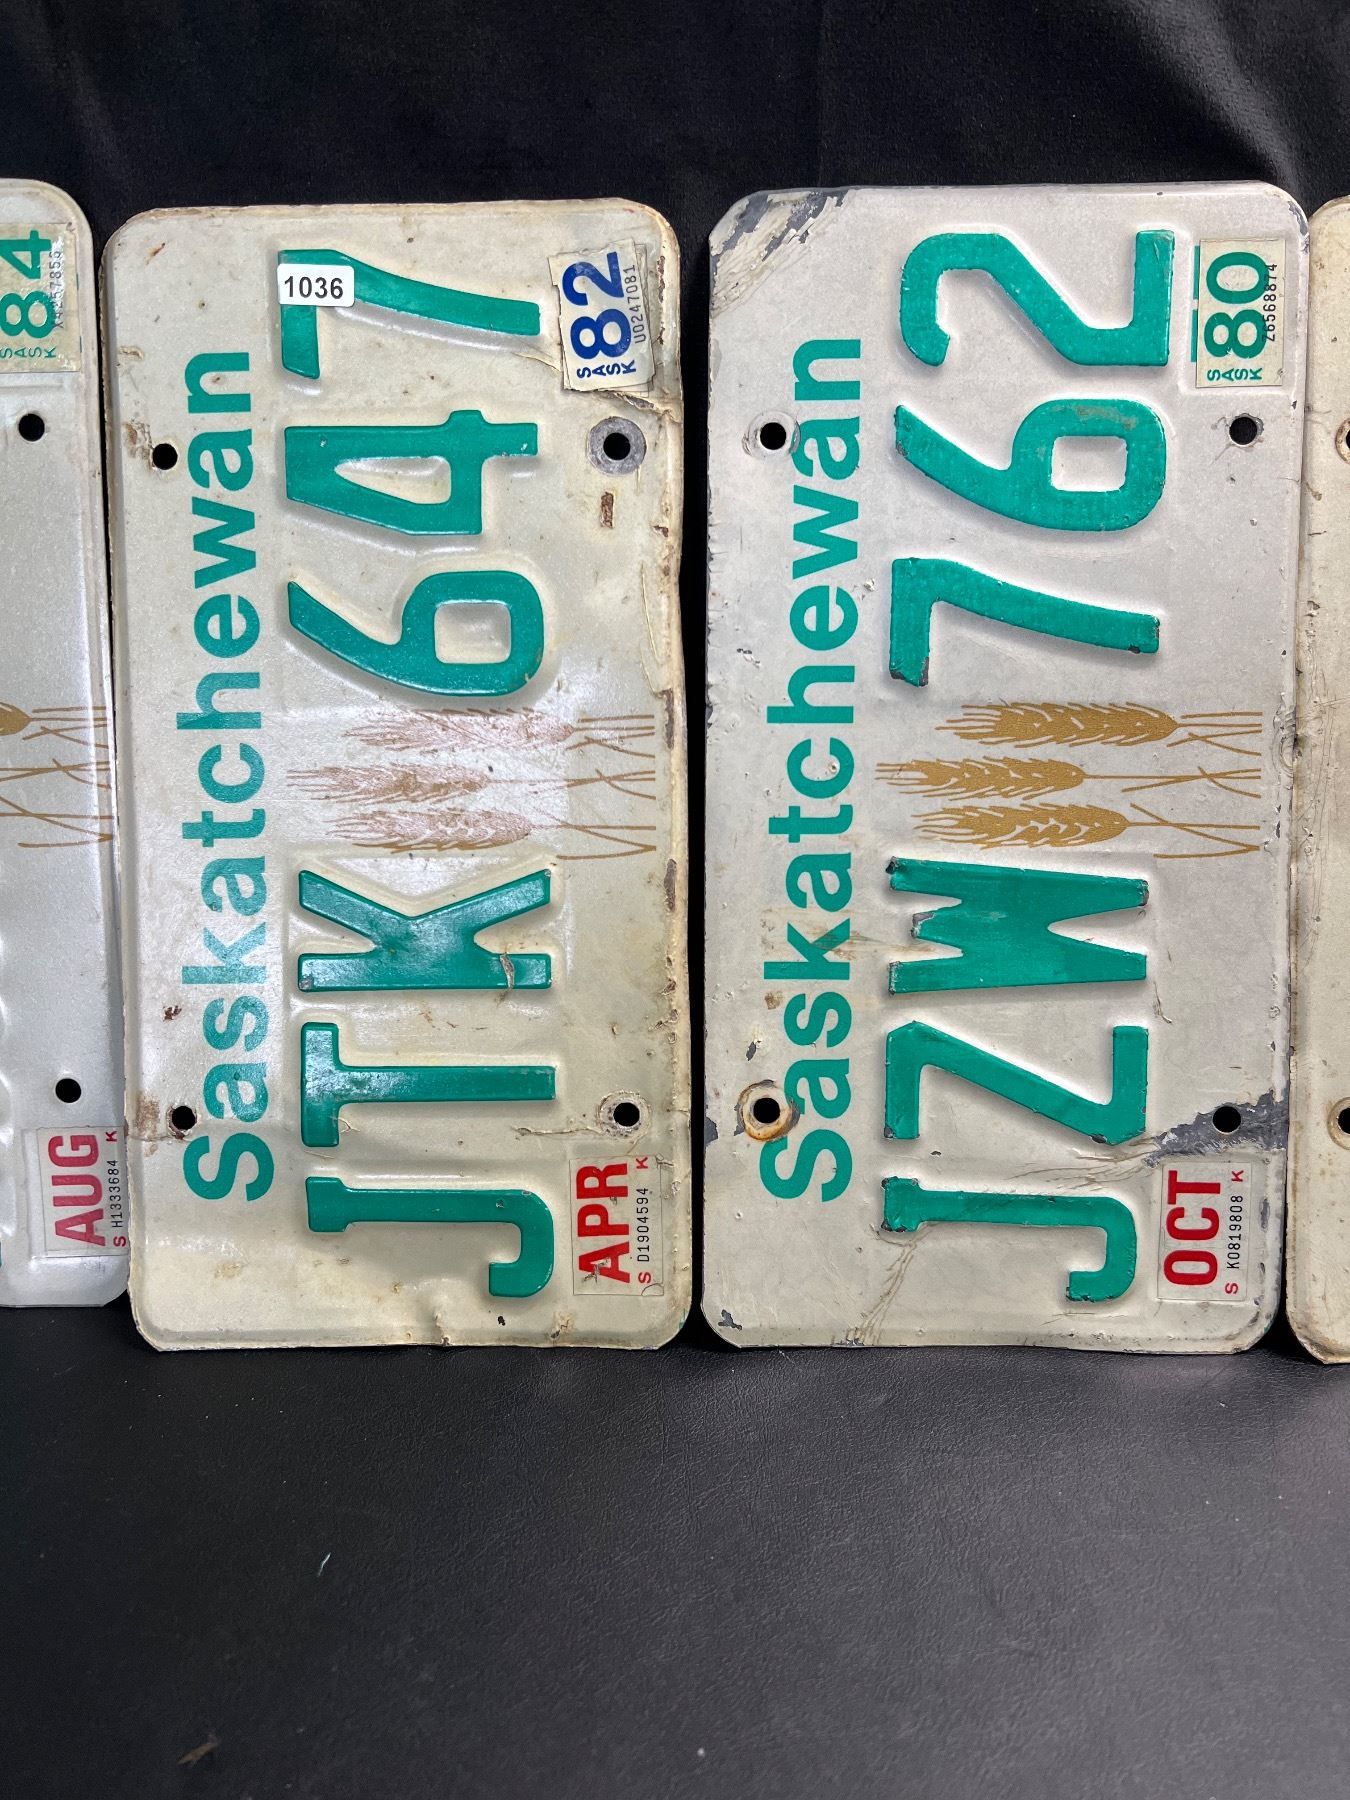 SASK 84
AUG
S H1333684 K
1036
Saskatchewan
JTK 647
SASK 82
U0247081
APR
S D1904594 K
Saskatchewan
JZW 762
SASK 80
Z6568874
OCT
S K0819808 K